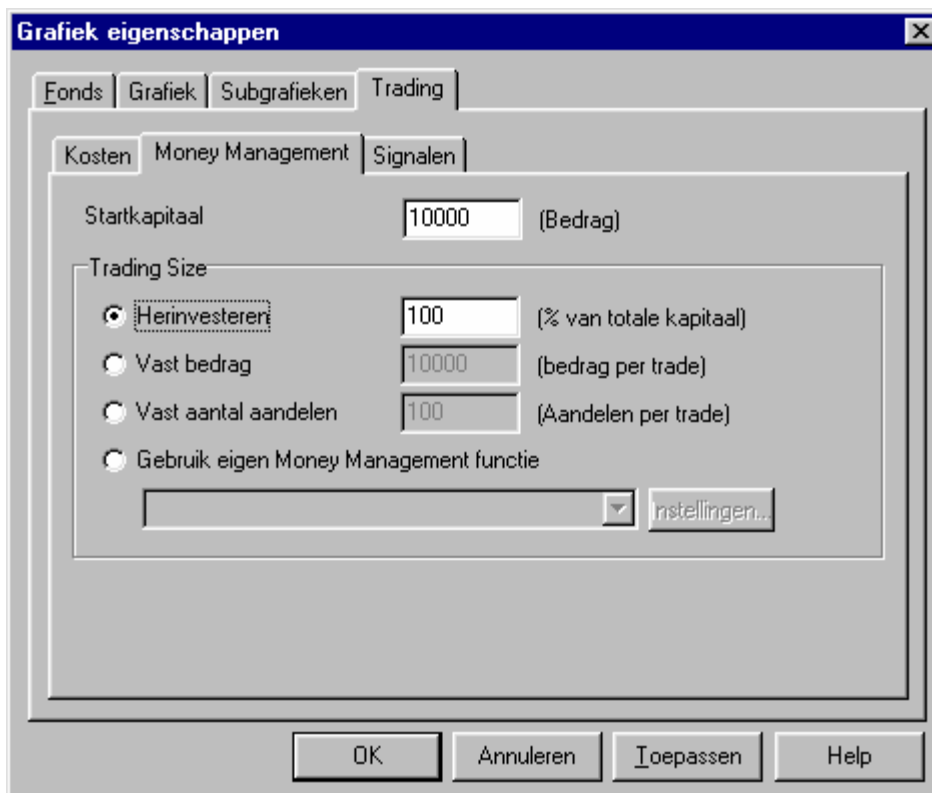 Grafiek eigenschappen
Fonds Grafiek Subgrafieken Trading
Kosten Money Management Signalen
Startkapitaal 10000 (Bedrag)
Trading Size
Herinvesteren 100 (% van totale kapitaal)
Vast bedrag 10000 (bedrag per trade)
Vast aantal aandelen 100 (Aandelen per trade)
Gebruik eigen Money Management functie
Instellingen...
OK Annuleren Toepassen Help